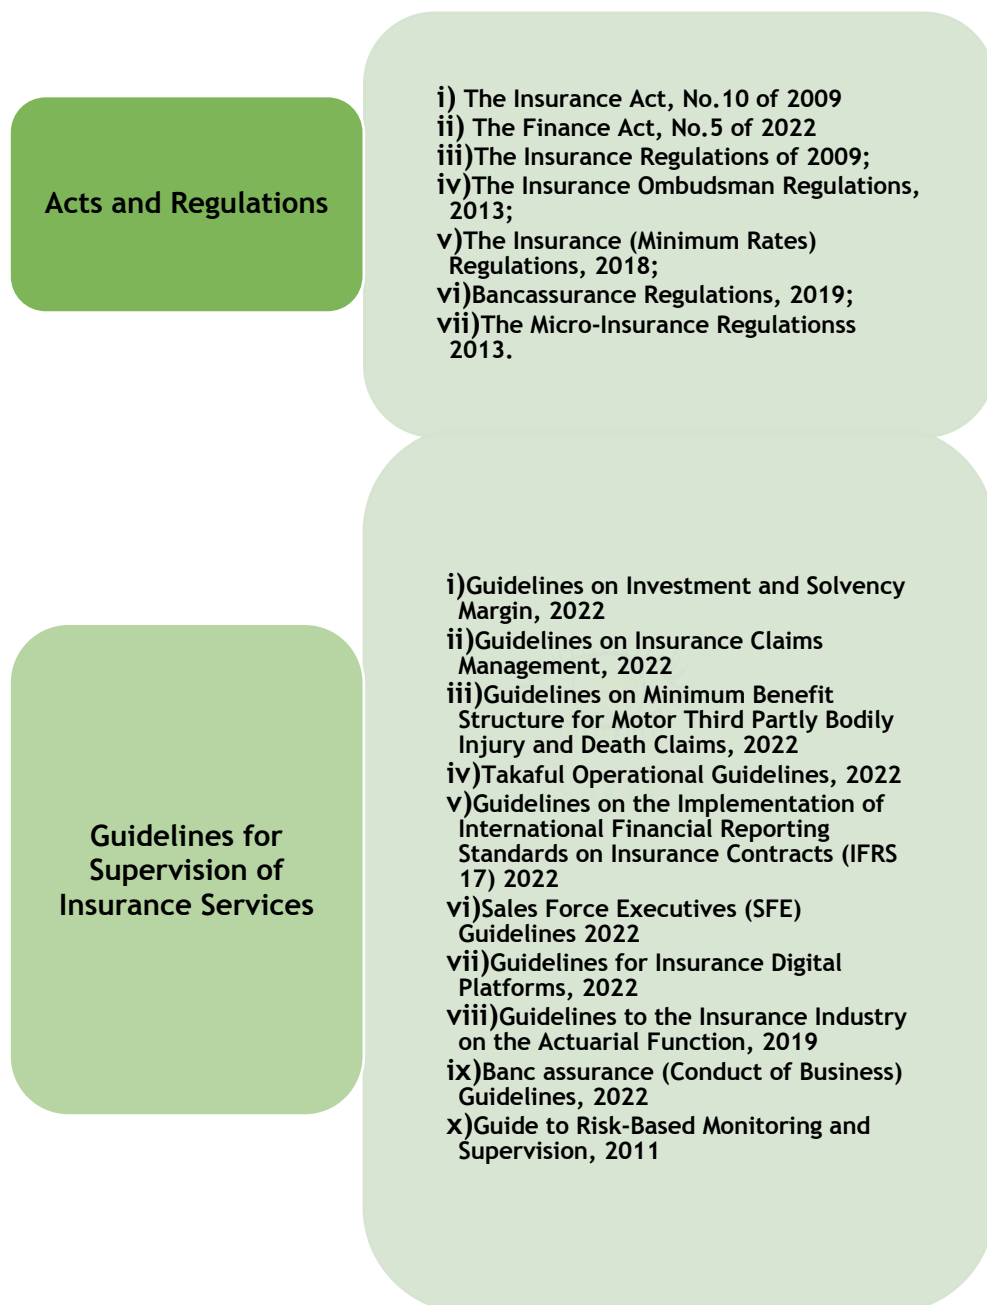 Acts and Regulations
i) The Insurance Act, No.10 of 2009
ii) The Finance Act, No.5 of 2022
iii)The Insurance Regulations of 2009;
iv)The Insurance Ombudsman Regulations,
2013;
v)The Insurance (Minimum Rates)
Regulations, 2018;
vi)Bancassurance Regulations, 2019;
vii)The Micro-Insurance Regulationss
2013.
Guidelines for
Supervision of
Insurance Services
i)Guidelines on Investment and Solvency
Margin, 2022
ii)Guidelines on Insurance Claims
Management, 2022
iii)Guidelines on Minimum Benefit
Structure for Motor Third Partly Bodily
Injury and Death Claims, 2022
iv)Takaful Operational Guidelines, 2022
v)Guidelines on the Implementation of
International Financial Reporting
Standards on Insurance Contracts (IFRS
17) 2022
vi)Sales Force Executives (SFE)
Guidelines 2022
vii)Guidelines for Insurance Digital
Platforms, 2022
viii)Guidelines to the Insurance Industry
on the Actuarial Function, 2019
ix)Banc assurance (Conduct of Business)
Guidelines, 2022
x)Guide to Risk-Based Monitoring and
Supervision, 2011